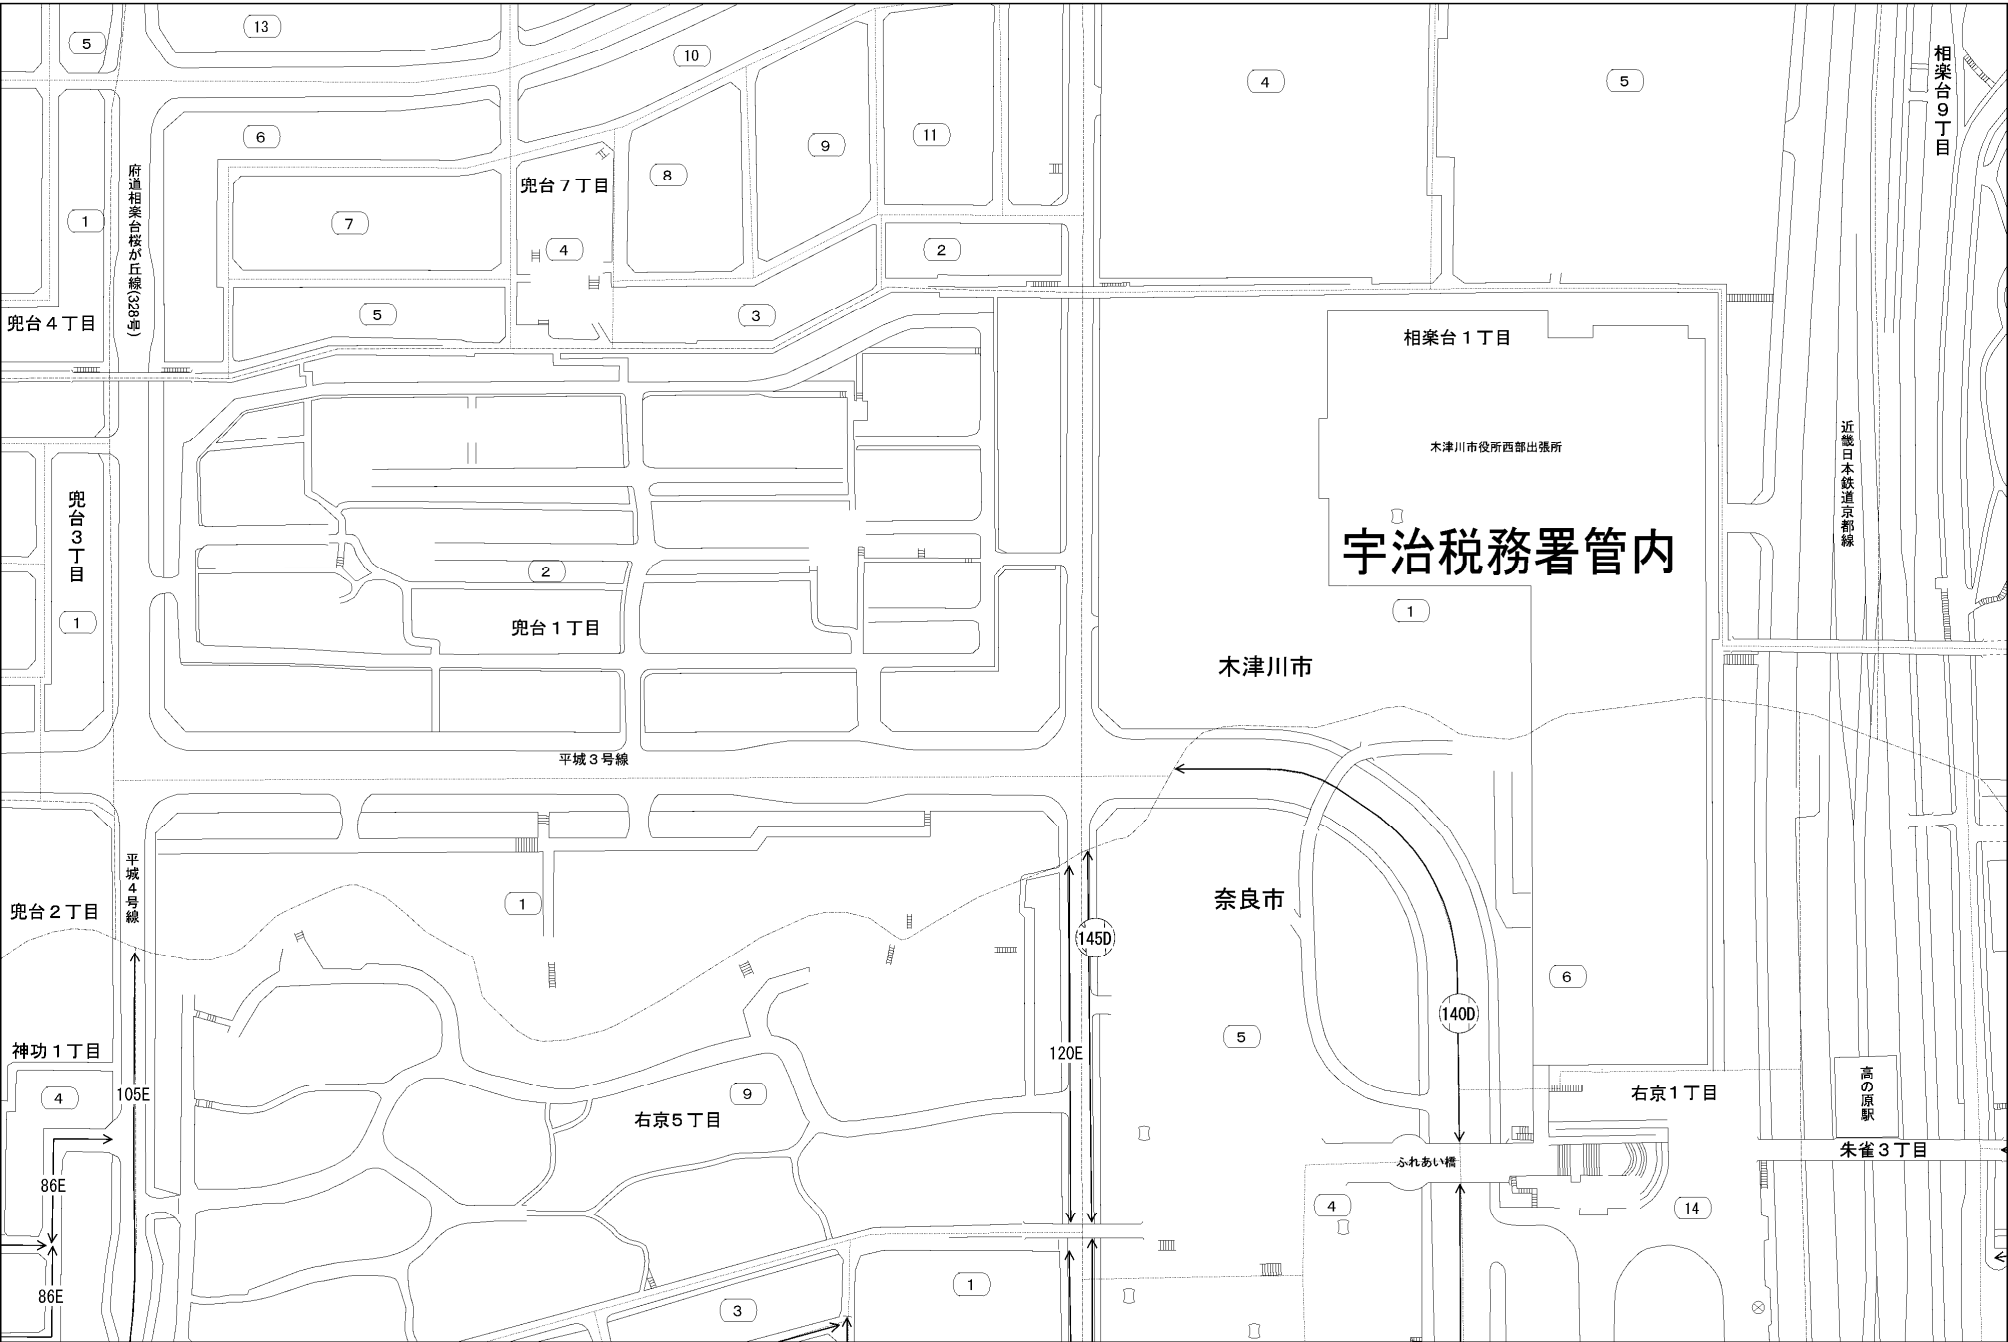 13
5
10
4
5
相楽台9丁目
6
9
11
8
府道相楽台桜が丘線(328号)
兜台7丁目
1
7
4
2
5
3
兜台4丁目
相楽台1丁目
近畿日本鉄道京都線
木津川市役所西部出張所
兜台3丁目
宇治税務署管内
2
1
1
兜台1丁目
木津川市
平城3号線
平城4号線
兜台2丁目
1
奈良市
145D
6
140D
5
神功1丁目
120E
4
105E
9
右京5丁目
右京1丁目
高の原駅
朱雀3丁目
ふれあい橋
86E
4
14
1
86E
3